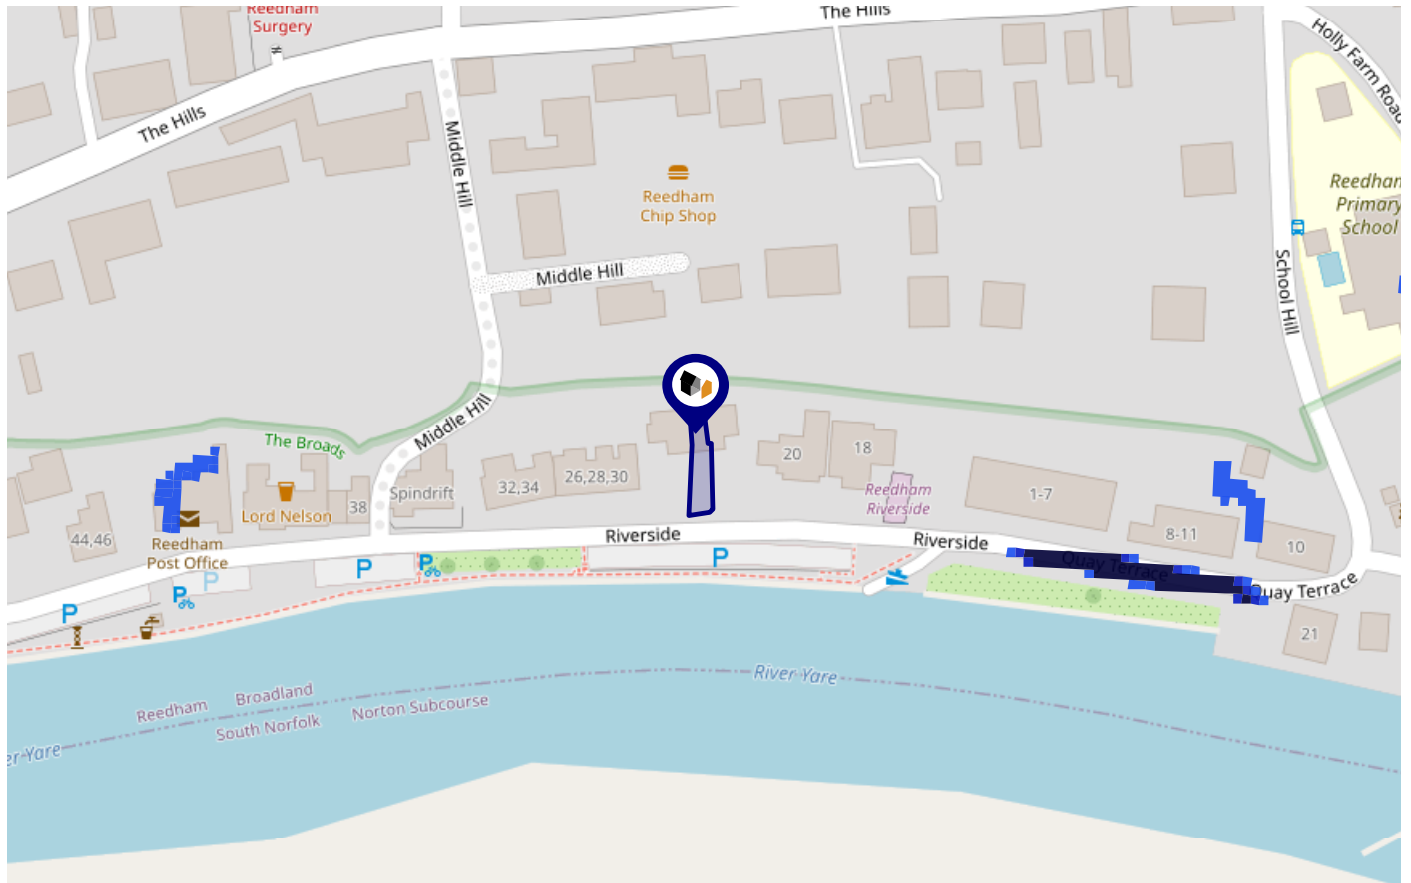 Reedham
Surgery
The Hills
The Hills
Holly Farm Road
Middle Hill
Reedham
Chip Shop
Reedham
Primary
School
Middle Hill
School Hill
Middle Hill
The Broads
20
18
26,28,30
32,34
Spindrift
38
Lord Nelson
Reedham
Riverside
1-7
8-11
10
44,46
Reedham
Post Office
Riverside
Riverside
P
P
P
P
P
P
Quay Terrace
Quay Terrace
21
River Yare
Reedham
Broadland
South Norfolk
Norton Subcourse
er Yare